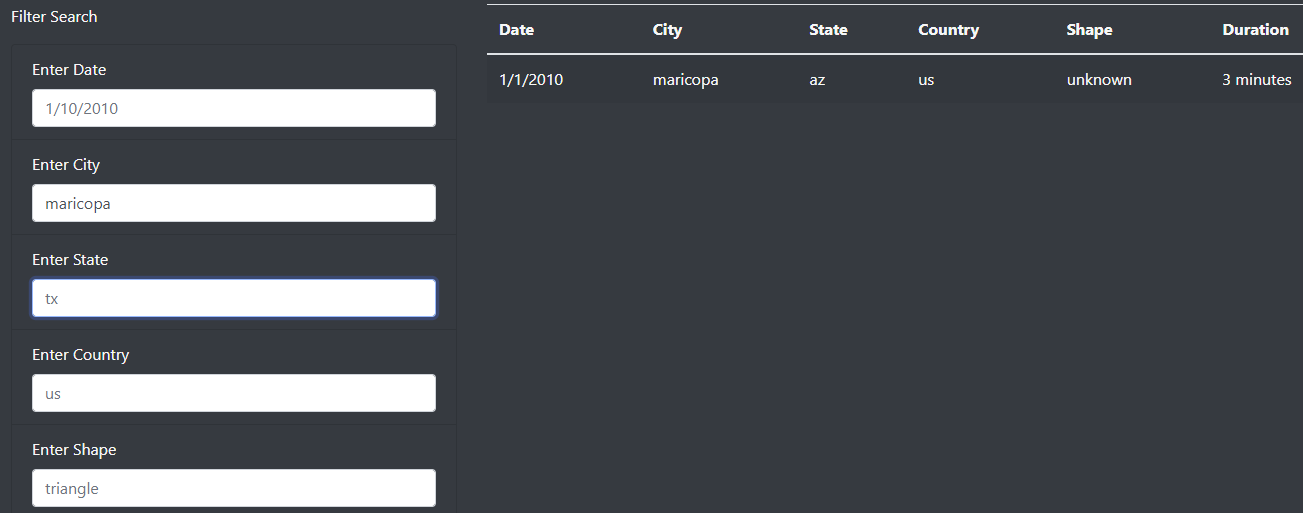 Filter Search
Enter Date
1/10/2010
Enter City
maricopa
Enter State
tx
Enter Country
us
Enter Shape
triangle
Date City State Country Shape Duration
1/1/2010 maricopa az us unknown 3 minutes